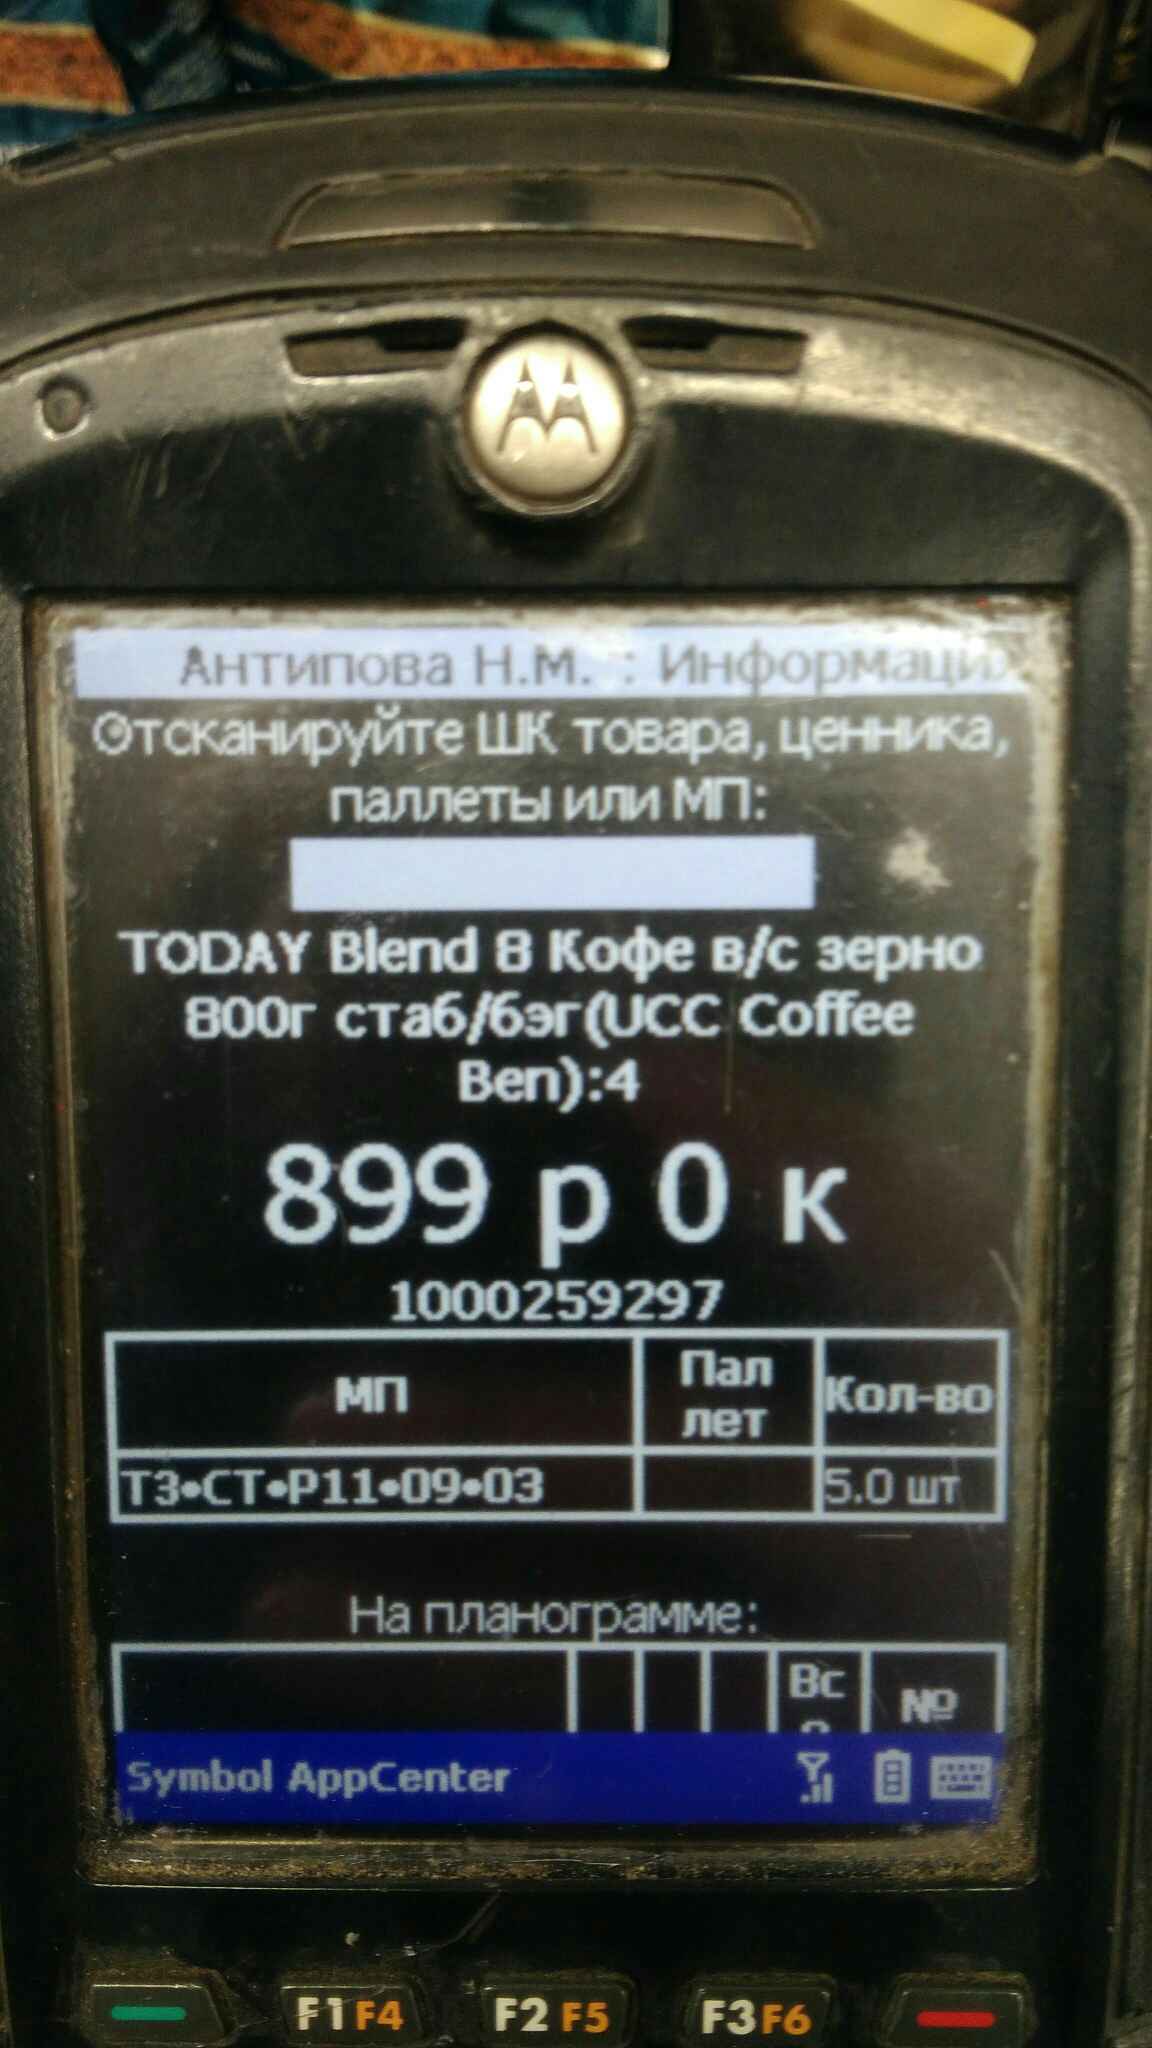 Антипова Н.М. : Информаци
Отсканируйте ШК товара, ценника,
паллеты или МП:
TODAY Blend 8 Кофе в/с зерно
800г стаб/бэг(UCC Coffee
Ben):4
899 р 0 к
1000259297
МП Пал лет Кол-во
ТЗ•СТ•Р11•09•03 5.0 шт
На планограмме:
Вс №
Symbol AppCenter
F1 F4 F2 F5 F3 F6